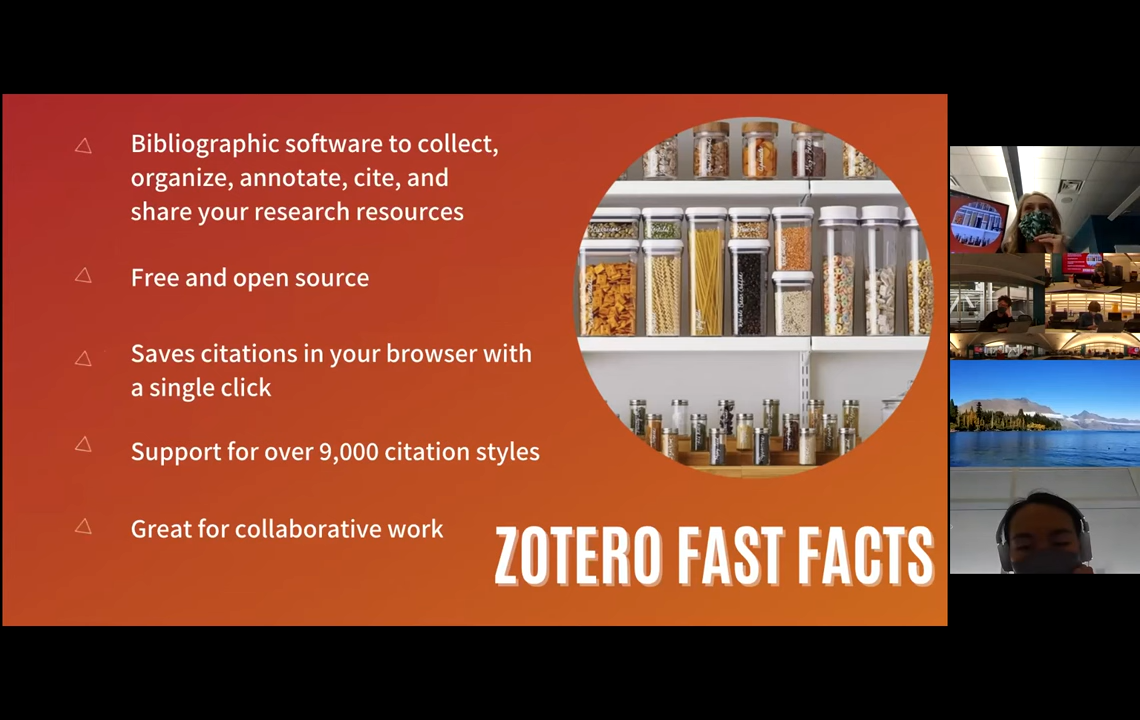 Bibliographic software to collect,
organize, annotate, cite, and
share your research resources
Free and open source
Saves citations in your browser with
a single click
Support for over 9,000 citation styles
Great for collaborative work
ZOTERO FAST FACTS